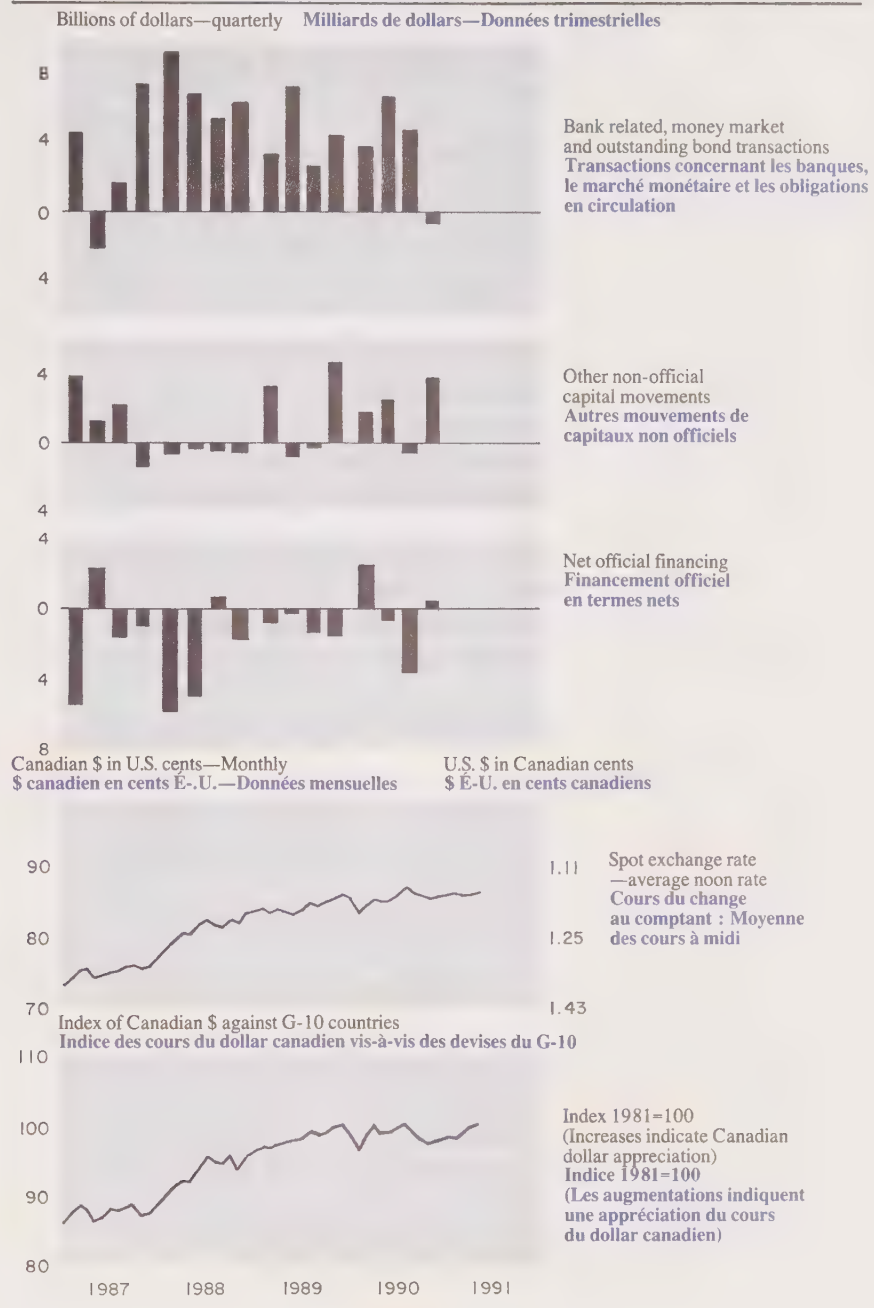 Billions of dollars—quarterly Milliards de dollars—Données trimestrielles
8
4
0
4
Bank related, money market
and outstanding bond transactions
Transactions concernant les banques,
le marché monétaire et les obligations
en circulation
4
0
4
Other non-official
capital movements
Autres mouvements de
capitaux non officiels
4
0
4
8
Net official financing
Financement officiel
en termes nets
Canadian $ in U.S. cents—Monthly
$ canadien en cents É-.U.—Données mensuelles
U.S. $ in Canadian cents
$ É-U. en cents canadiens
90
80
70
1.11
1.25
1.43
Spot exchange rate
—average noon rate
Cours du change
au comptant : Moyenne
des cours à midi
Index of Canadian $ against G-10 countries
Indice des cours du dollar canadien vis-à-vis des devises du G-10
110
100
90
80
Index 1981=100
(Increases indicate Canadian
dollar appreciation)
Indice 1981=100
(Les augmentations indiquent
une appréciation du cours
du dollar canadien)
1987 1988 1989 1990 1991